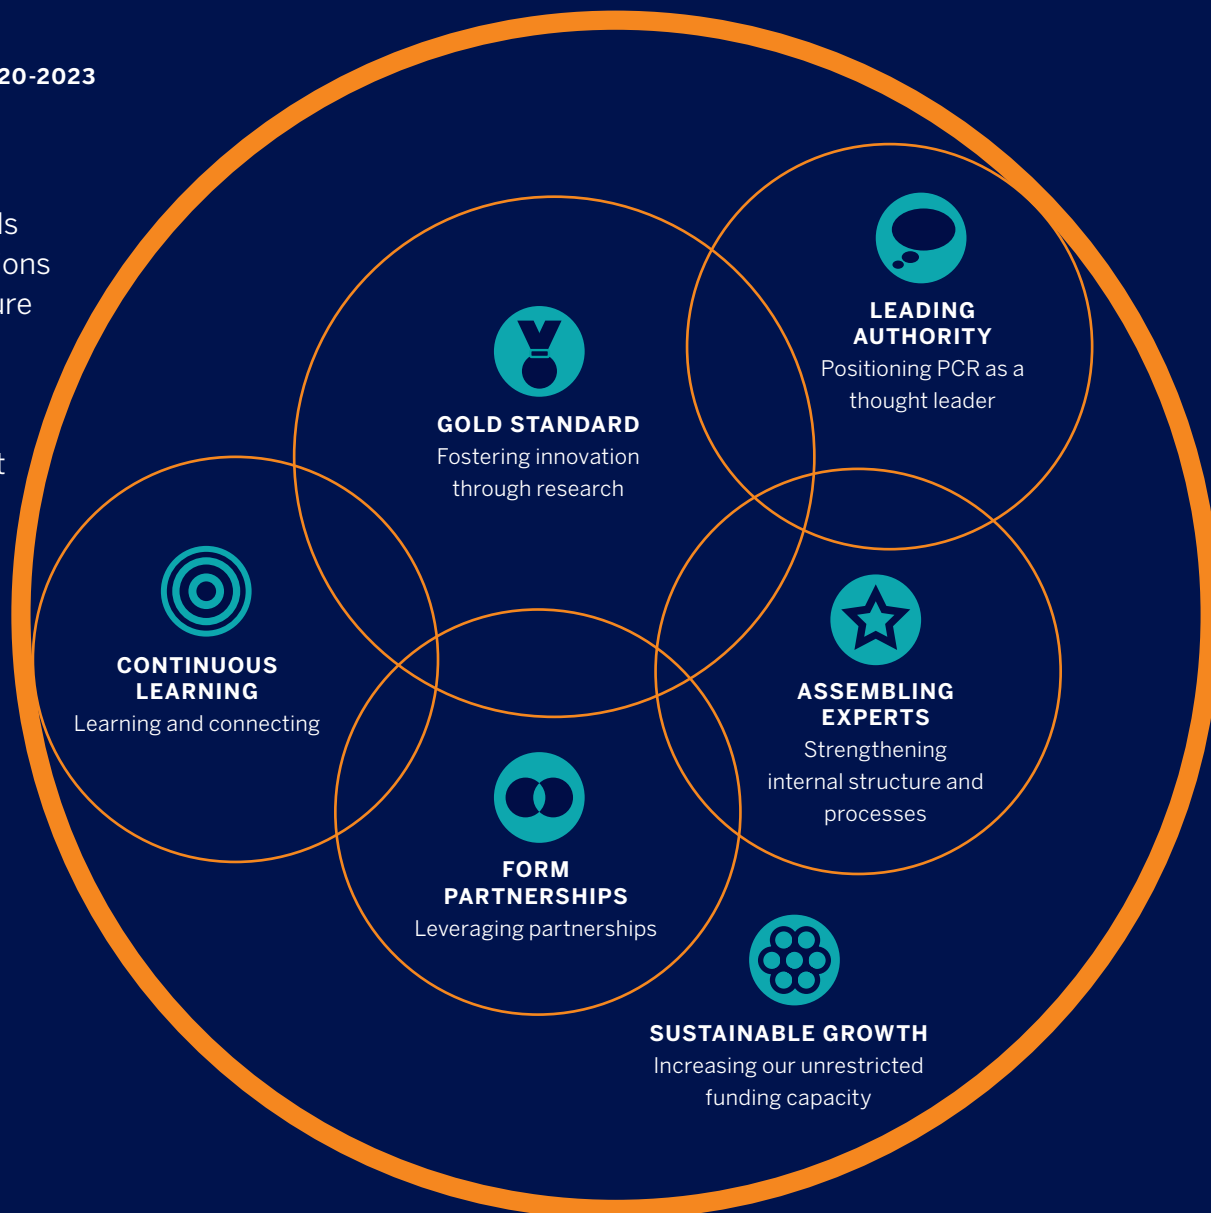 20-2023
ls
ons
ure
t
LEADING
AUTHORITY
Positioning PCR as a
thought leader
GOLD STANDARD
Fostering innovation
through research
CONTINUOUS
LEARNING
Learning and connecting
ASSEMBLING
EXPERTS
Strengthening
internal structure and
processes
FORM
PARTNERSHIPS
Leveraging partnerships
SUSTAINABLE GROWTH
Increasing our unrestricted
funding capacity